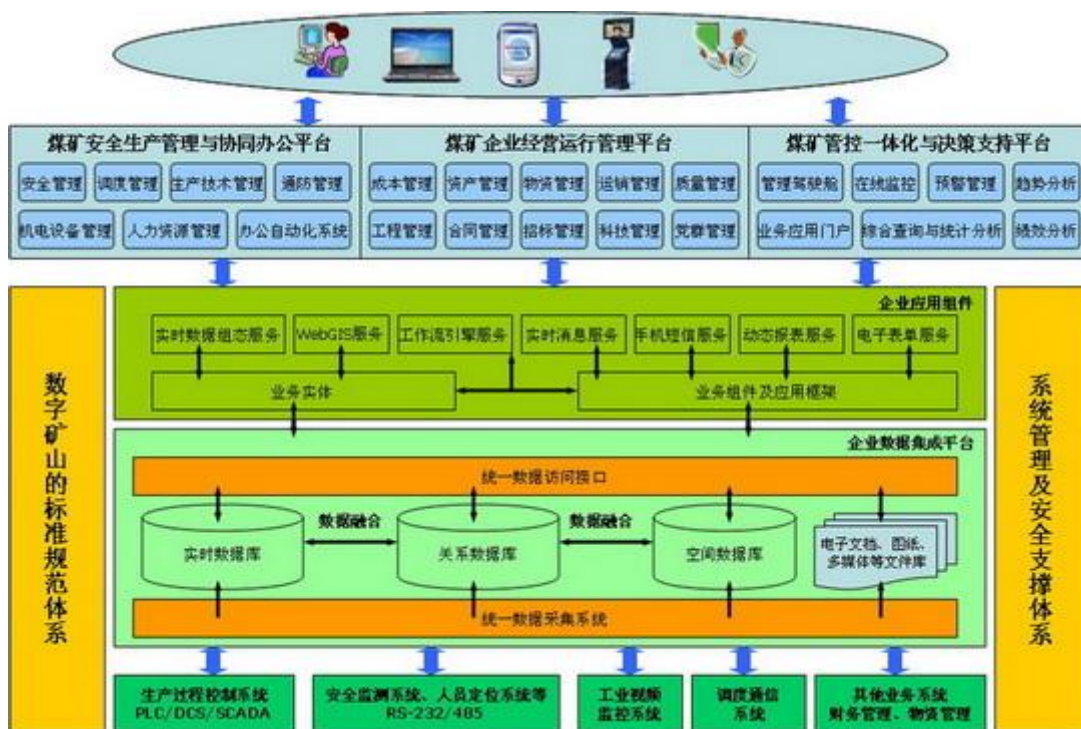 煤矿安全生产管理与协同办公平台
安全管理 调度管理 生产技术管理 通防管理
机电设备管理 人力资源管理 办公自动化系统
煤矿企业经营运行管理平台
成本管理 资产管理 物资管理 运销管理 质量管理
工程管理 合同管理 招标管理 科技管理 党群管理
煤矿管控一体化与决策支持平台
管理驾驶舱 在线监控 预警管理 趋势分析
业务应用门户 综合查询与统计分析 绩效分析
数字矿山的标准规范体系
企业应用组件
实时数据组态服务 WebGIS服务 工作流引擎服务 实时消息服务 手机短信服务 动态报表服务 电子表单服务
业务实体 业务组件及应用框架
企业数据集成平台
统一数据访问接口
实时数据库 数据融合 关系数据库 数据融合 空间数据库
电子文档、图纸、
多媒体等文件库
统一数据采集系统
系统管理及安全支撑体系
生产过程控制系统
PLC/DCS/SCADA
安全监测系统、人员定位系统等
RS-232/485
工业视频
监控系统
调度通信
系统
其他业务系统
财务管理、物资管理